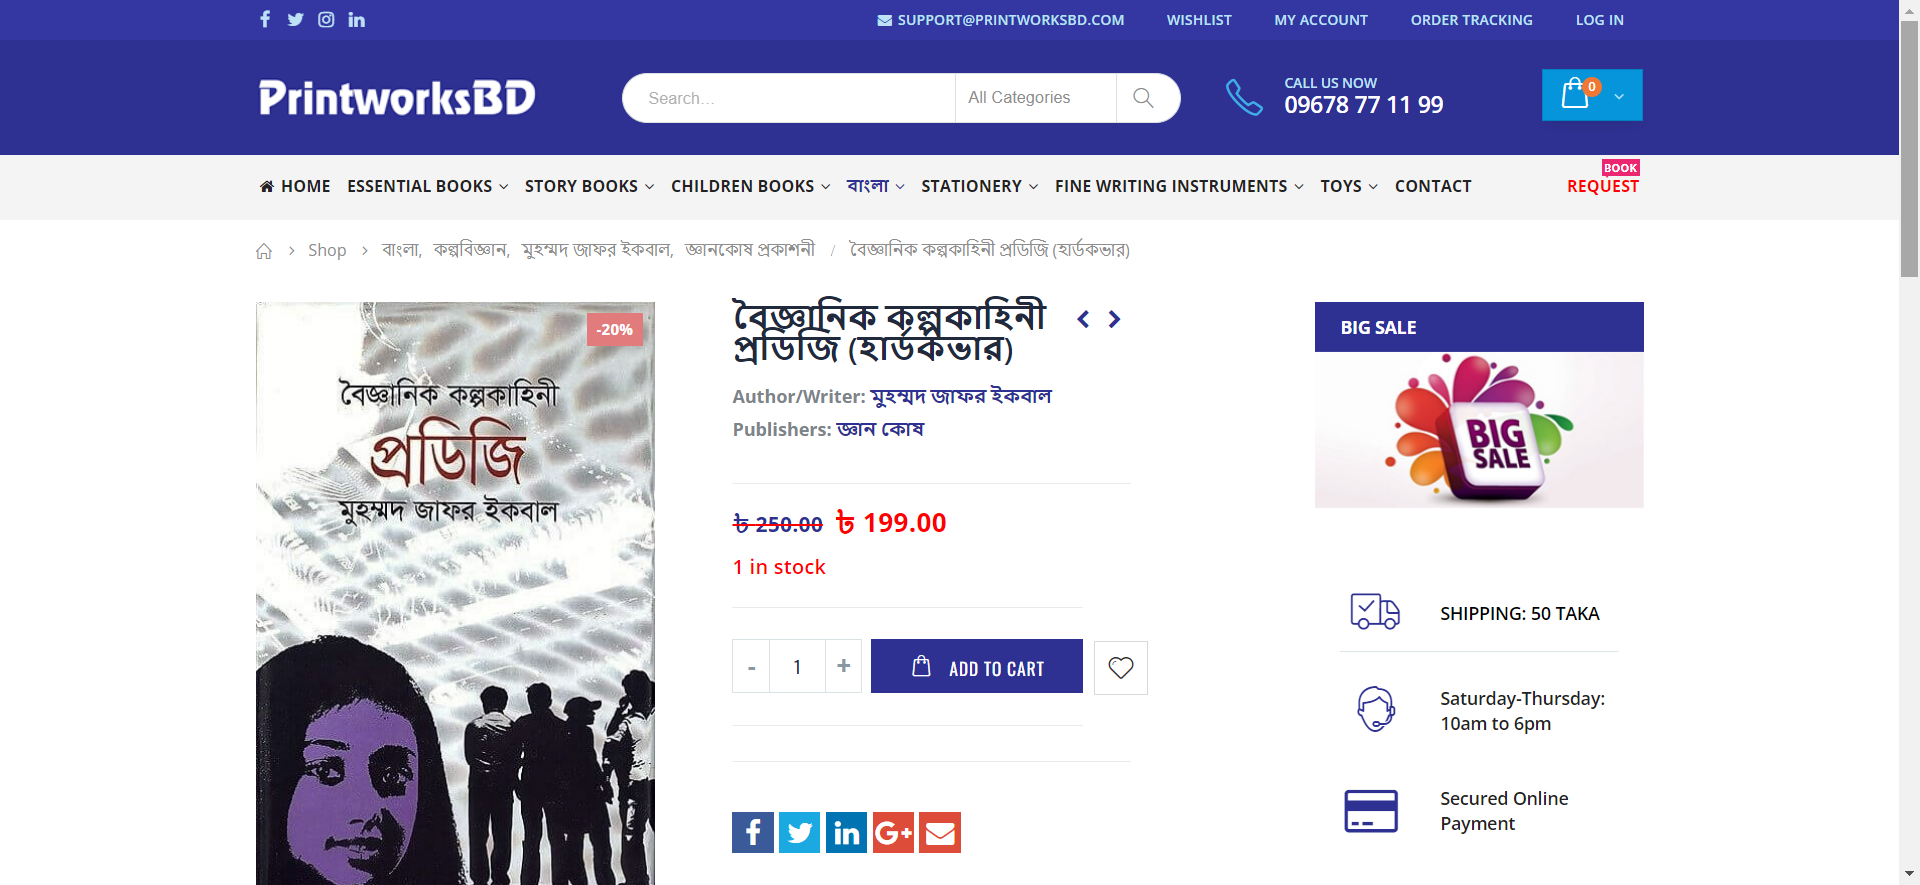 SUPPORT@PRINTWORKSBD.COM WISHLIST MY ACCOUNT ORDER TRACKING LOG IN
PrintworksBD
Search...
All Categories
CALL US NOW
09678 77 11 99
0
HOME ESSENTIAL BOOKS STORY BOOKS CHILDREN BOOKS বাংলা STATIONERY FINE WRITING INSTRUMENTS TOYS CONTACT
BOOK
REQUEST
Shop > বাংলা, কল্পবিজ্ঞান, মুহম্মদ জাফর ইকবাল, জ্ঞানকোষ প্রকাশনী / বৈজ্ঞানিক কল্পকাহিনী প্রডিজি (হার্ডকভার)
-20%
বৈজ্ঞানিক কল্পকাহিনী
প্রডিজি
মুহম্মদ জাফর ইকবাল
বৈজ্ঞানিক কল্পকাহিনী
প্রডিজি (হার্ডকভার)
Author/Writer: মুহম্মদ জাফর ইকবাল
Publishers: জ্ঞান কোষ
৳ 250.00 ৳ 199.00
1 in stock
- 1 +
ADD TO CART
BIG SALE
BIG
SALE
SHIPPING: 50 TAKA
Saturday-Thursday:
10am to 6pm
Secured Online
Payment